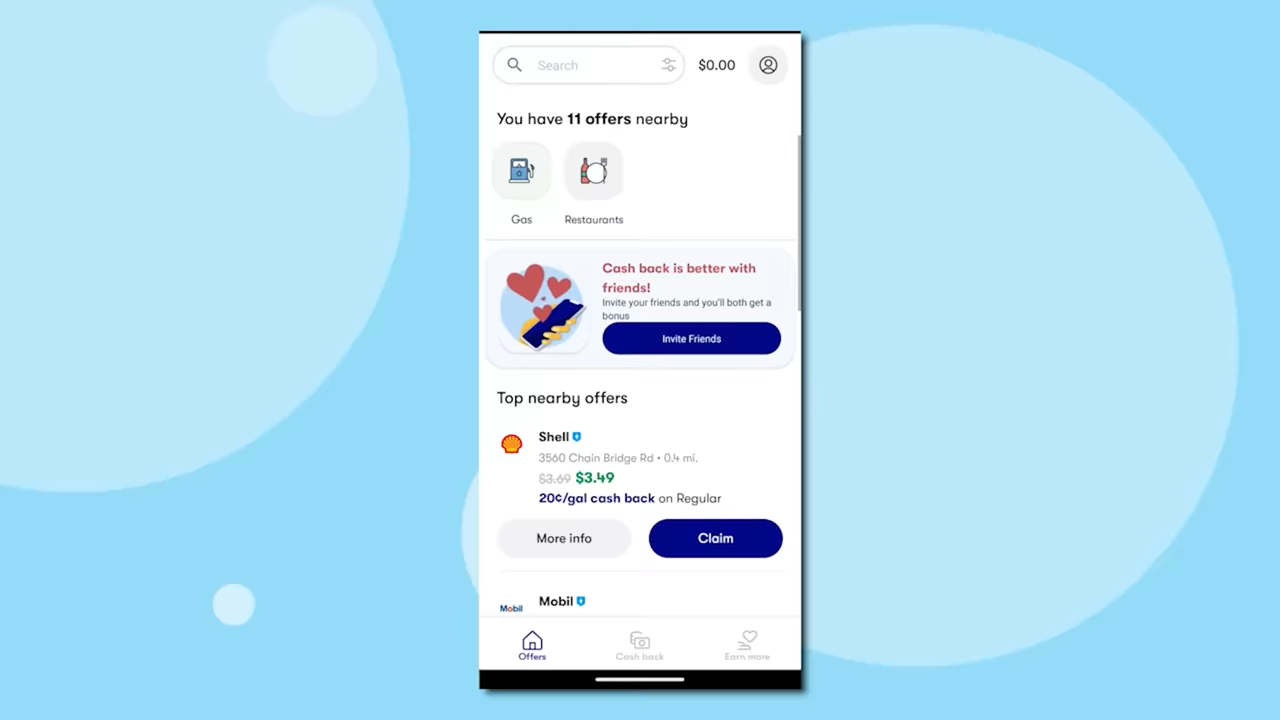 Search
$0.00
You have 11 offers nearby
Gas
Restaurants
Cash back is better with
friends!
Invite your friends and you'll both get a
bonus
Invite Friends
Top nearby offers
Shell
3560 Chain Bridge Rd • 0.4 mi.
$3.69 $3.49
20¢/gal cash back on Regular
More info
Claim
Mobil
Mobil
Offers
Cash back
Earn more